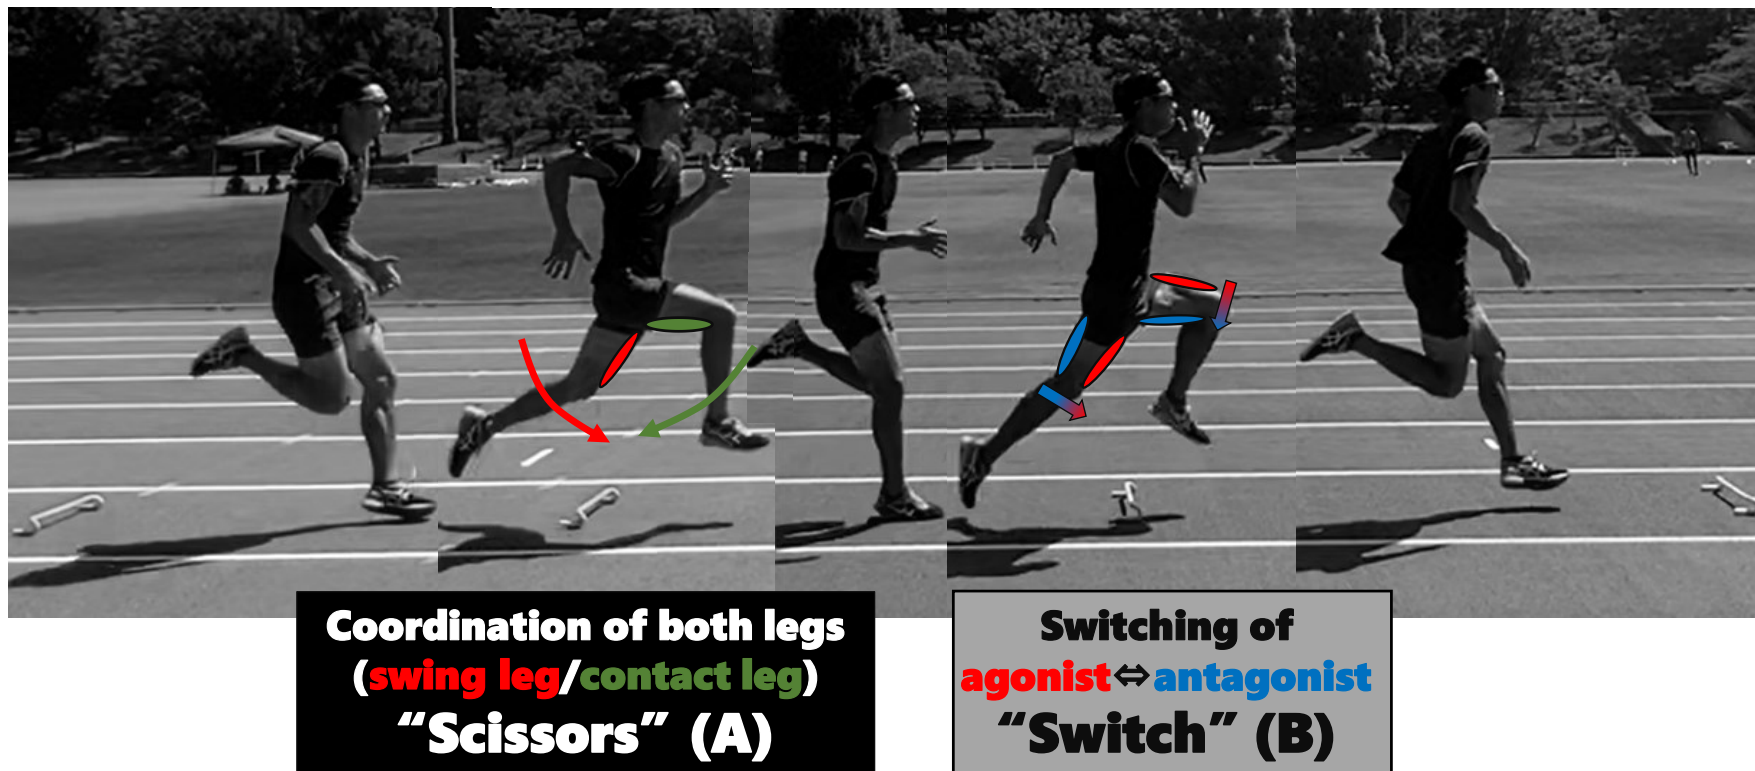 Coordination of both legs
(swing leg/contact leg)
“Scissors” (A)
Switching of
agonist⇔antagonist
“Switch” (B)